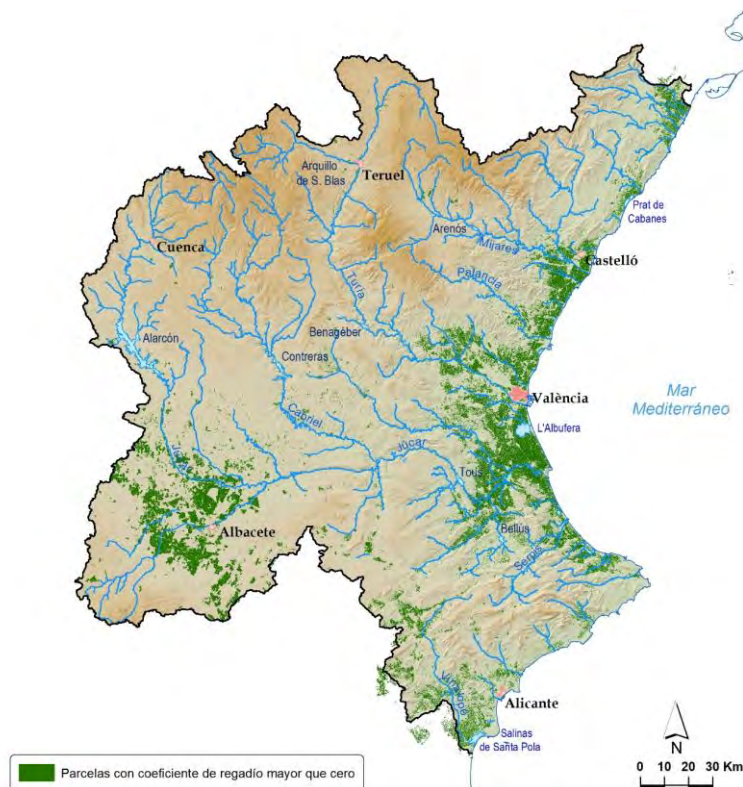 Arquillo
de S. Blas
Teruel
Prat de
Cabanes
Arenós
Mijares
Castelló
Cuenca
Palancia
Turia
Alarcón
Benagéber
Contreras
València
Mar
Mediterráneo
L'Albufera
Cabriel
Júcar
Júcar
Tous
Albacete
Bellús
Serpis
Vinalopó
Alicante
Salinas
de Santa Pola
N
Parcelas con coeficiente de regadío mayor que cero
0 10 20 30 Km